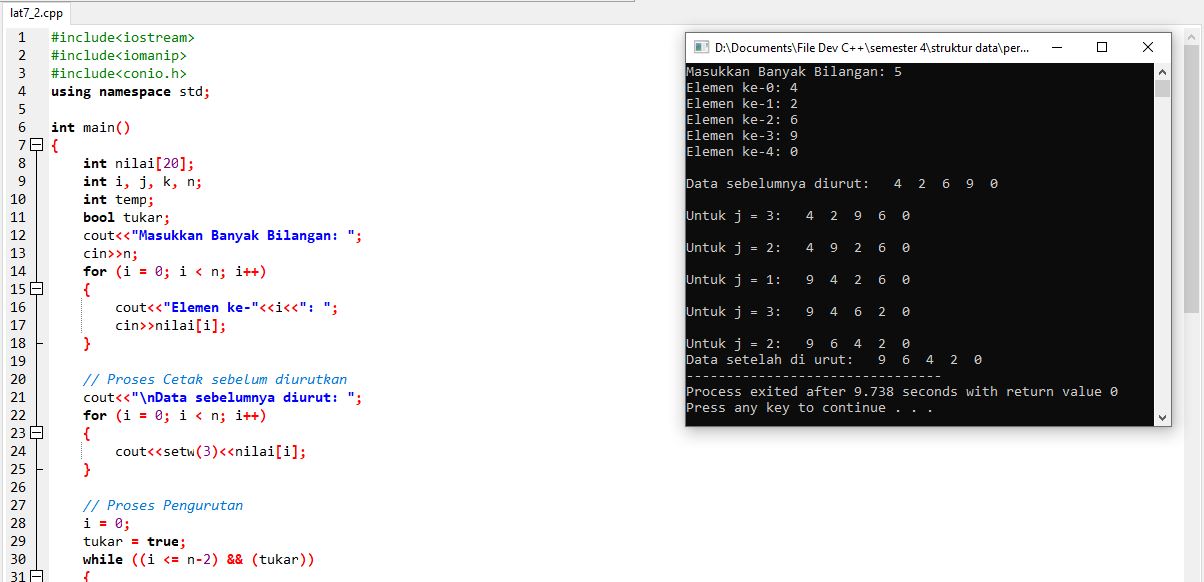 lat7_2.cpp
1 #include<iostream>
2 #include<iomanip>
3 #include<conio.h>
4 using namespace std;
5
6 int main()
7 {
8 int nilai[20];
9 int i, j, k, n;
10 int temp;
11 bool tukar;
12 cout<<"Masukkan Banyak Bilangan: ";
13 cin>>n;
14 for (i = 0; i < n; i++)
15 {
16 cout<<"Elemen ke-"<<i<<": ";
17 cin>>nilai[i];
18 }
19
20 // Proses Cetak sebelum diurutkan
21 cout<<"\nData sebelumnya diurut: ";
22 for (i = 0; i < n; i++)
23 {
24 cout<<setw(3)<<nilai[i];
25 }
26
27 // Proses Pengurutan
28 i = 0;
29 tukar = true;
30 while ((i <= n-2) && (tukar))
31 {
D:\Documents\File Dev C++\semester 4\struktur data\per...
Masukkan Banyak Bilangan: 5
Elemen ke-0: 4
Elemen ke-1: 2
Elemen ke-2: 6
Elemen ke-3: 9
Elemen ke-4: 0
Data sebelumnya diurut: 4 2 6 9 0
Untuk j = 3: 4 2 9 6 0
Untuk j = 2: 4 9 2 6 0
Untuk j = 1: 9 4 2 6 0
Untuk j = 3: 9 4 6 2 0
Untuk j = 2: 9 6 4 2 0
Data setelah di urut: 9 6 4 2 0
--------------------------------
Process exited after 9.738 seconds with return value 0
Press any key to continue . . .